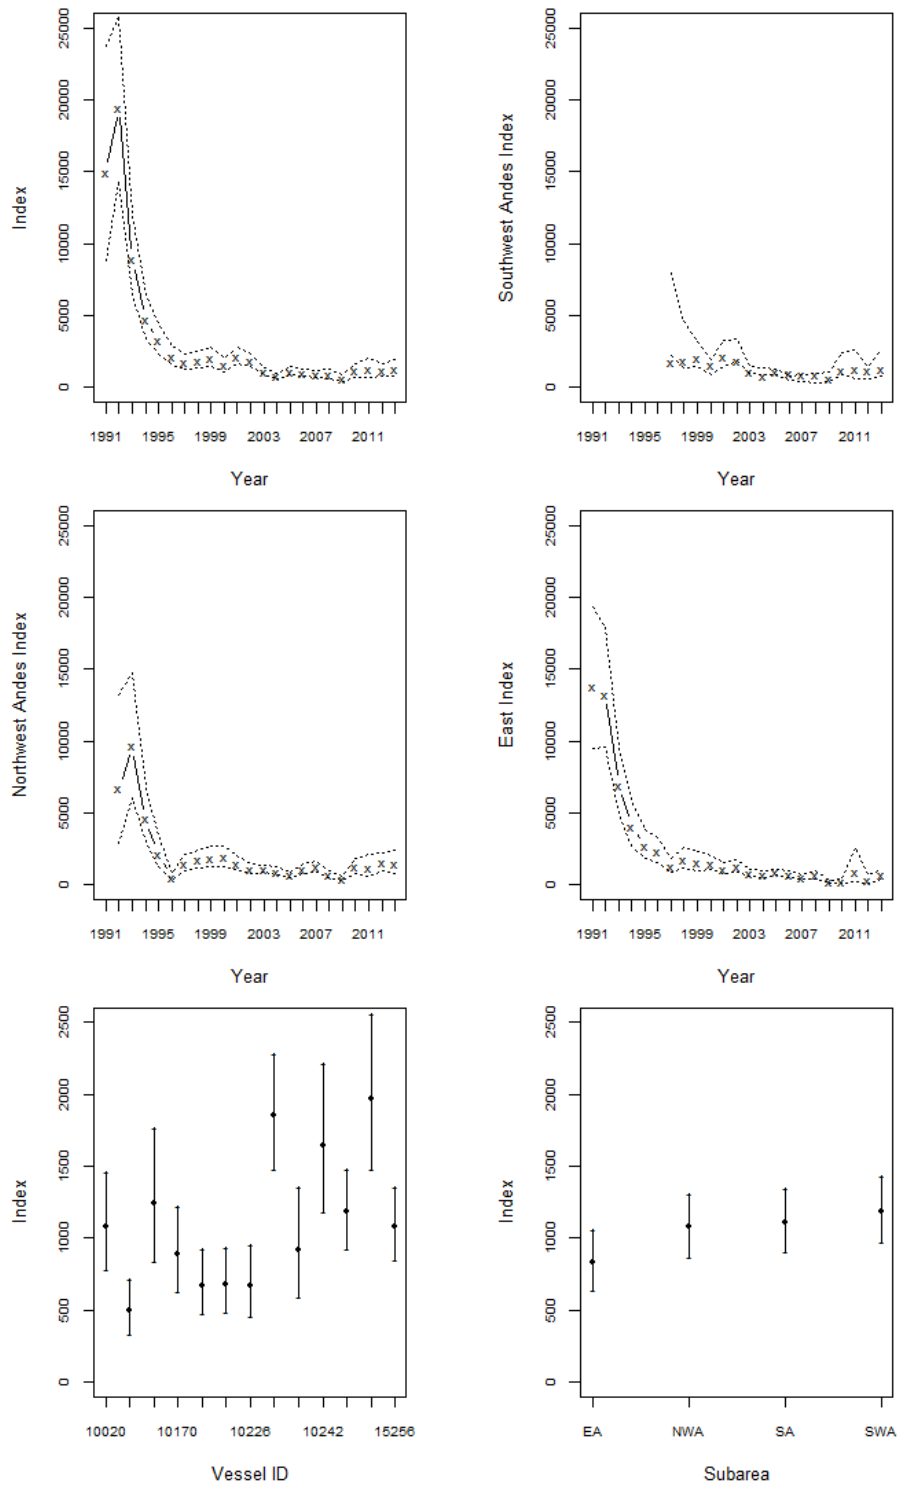 Index
25000
20000
15000
10000
5000
0
1991 1995 1999 2003 2007 2011
Year
Southwest Andes Index
25000
20000
15000
10000
5000
0
1991 1995 1999 2003 2007 2011
Year
Northwest Andes Index
25000
20000
15000
10000
5000
0
1991 1995 1999 2003 2007 2011
Year
East Index
25000
20000
15000
10000
5000
0
1991 1995 1999 2003 2007 2011
Year
Index
2500
2000
1500
1000
500
0
10020 10170 10226 10242 15256
Vessel ID
Index
2500
2000
1500
1000
500
0
EA NWA SA SWA
Subarea